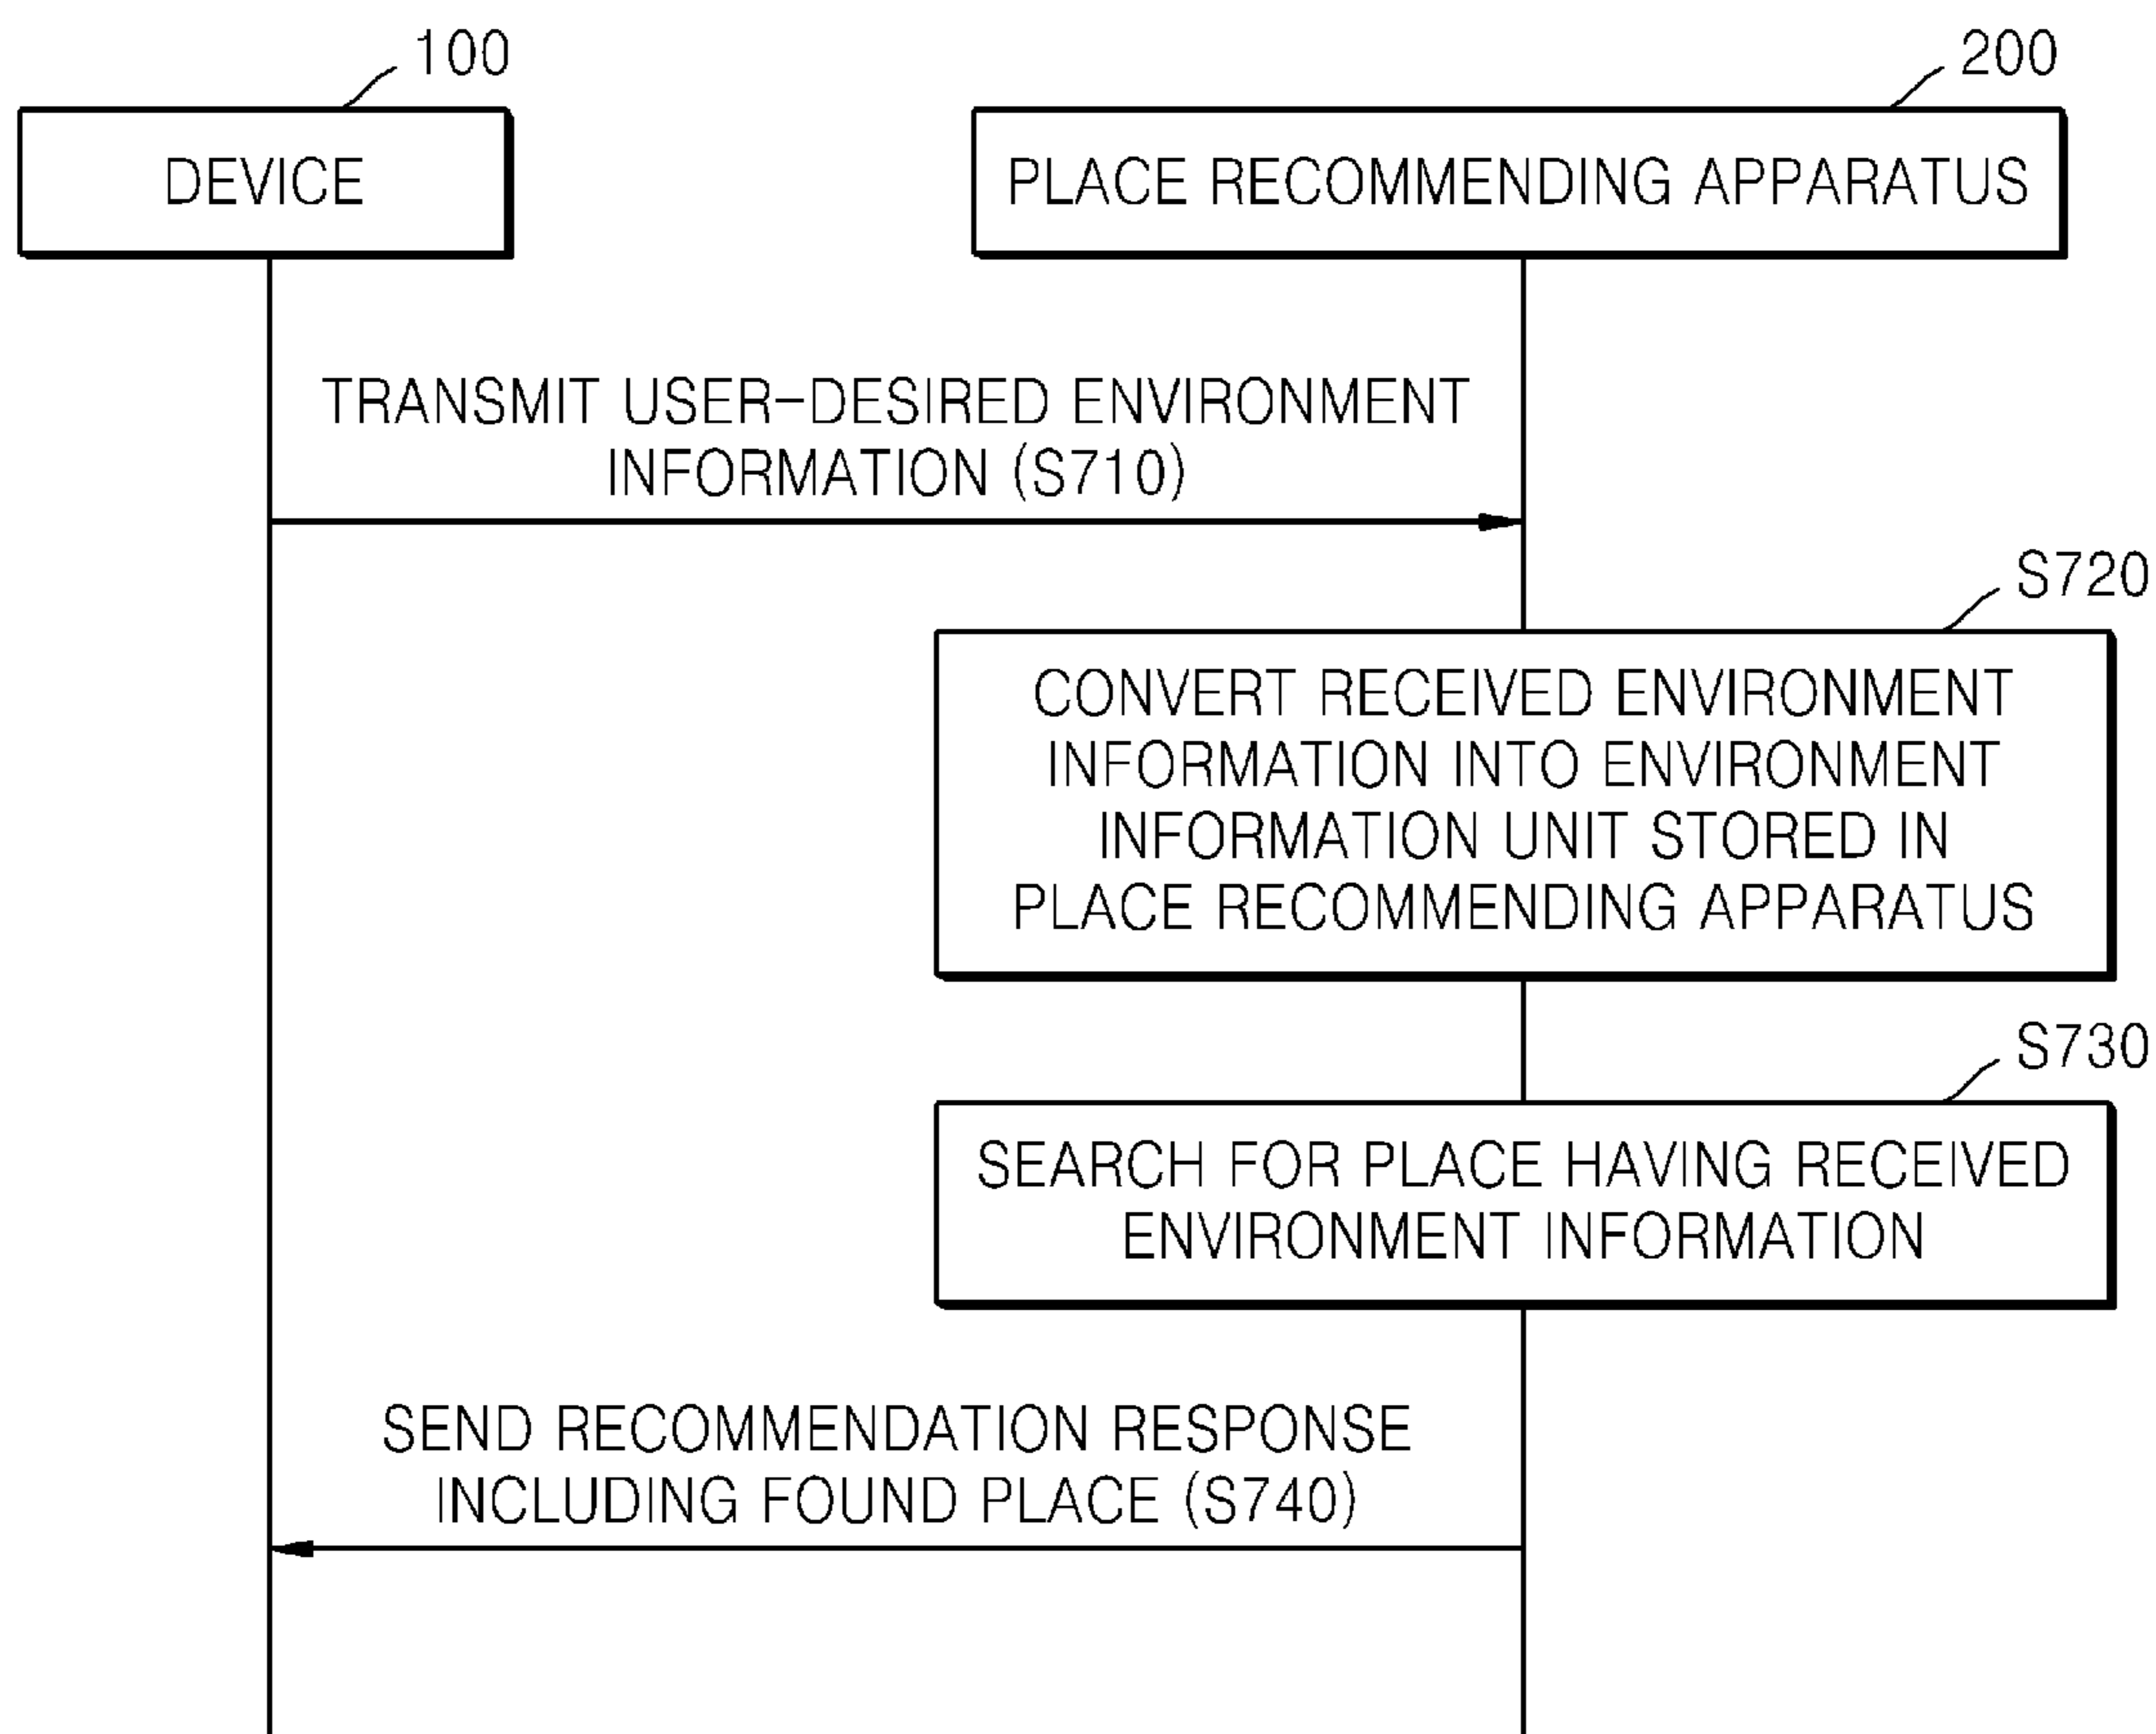 100
200
DEVICE
PLACE RECOMMENDING APPARATUS
TRANSMIT USER-DESIRED ENVIRONMENT
INFORMATION (S710)
S720
CONVERT RECEIVED ENVIRONMENT
INFORMATION INTO ENVIRONMENT
INFORMATION UNIT STORED IN
PLACE RECOMMENDING APPARATUS
S730
SEARCH FOR PLACE HAVING RECEIVED
ENVIRONMENT INFORMATION
SEND RECOMMENDATION RESPONSE
INCLUDING FOUND PLACE (S740)